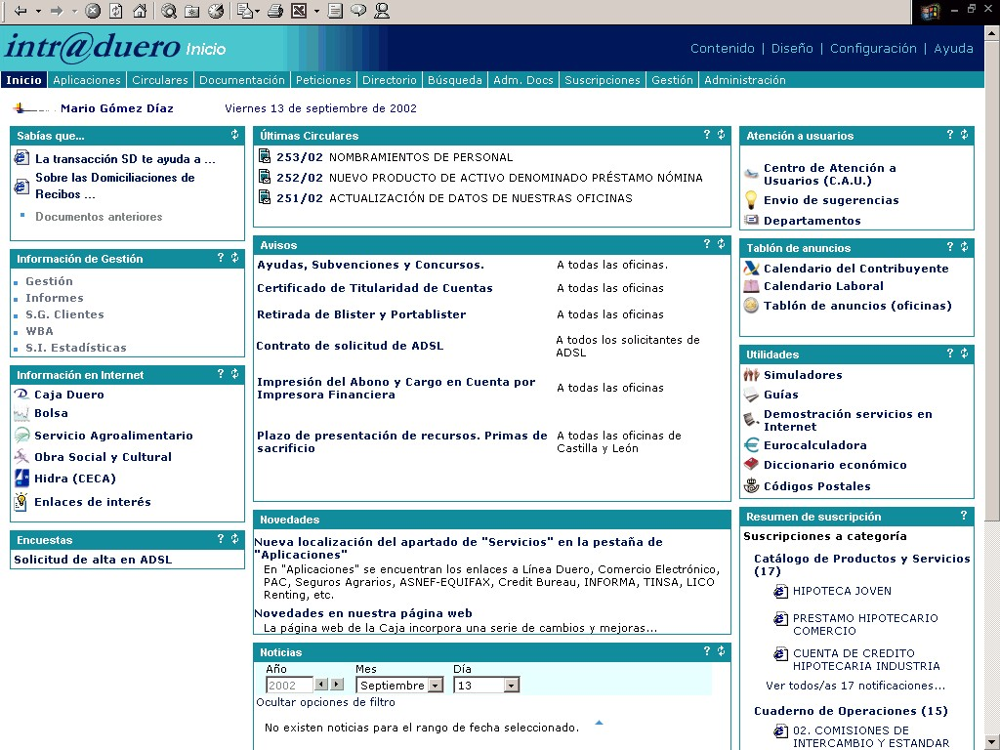 intr@duero Inicio
Contenido | Diseño | Configuración | Ayuda
Inicio Aplicaciones Circulares Documentación Peticiones Directorio Búsqueda Adm. Docs Suscripciones Gestión Administración
Mario Gómez Díaz Viernes 13 de septiembre de 2002
Sabías que...
La transacción SD te ayuda a ...
Sobre las Domiciliaciones de
Recibos ...
Documentos anteriores
Información de Gestión ?
Gestión
Informes
S.G. Clientes
WBA
S.I. Estadísticas
Información en Internet ?
Caja Duero
Bolsa
Servicio Agroalimentario
Obra Social y Cultural
Hidra (CECA)
Enlaces de interés
Encuestas ?
Solicitud de alta en ADSL
Últimas Circulares ?
253/02 NOMBRAMIENTOS DE PERSONAL
252/02 NUEVO PRODUCTO DE ACTIVO DENOMINADO PRÉSTAMO NÓMINA
251/02 ACTUALIZACIÓN DE DATOS DE NUESTRAS OFICINAS
Avisos ?
Ayudas, Subvenciones y Concursos. A todas las oficinas.
Certificado de Titularidad de Cuentas A todas las oficinas
Retirada de Blister y Portablister A todas las oficinas
Contrato de solicitud de ADSL A todos los solicitantes de
ADSL
Impresión del Abono y Cargo en Cuenta por
Impresora Financiera A todas las oficinas
Plazo de presentación de recursos. Primas de A todas las oficinas de
sacrificio Castilla y León
Novedades
Nueva localización del apartado de "Servicios" en la pestaña de
"Aplicaciones"
En "Aplicaciones" se encuentran los enlaces a Línea Duero, Comercio Electrónico,
PAC, Seguros Agrarios, ASNEF-EQUIFAX, Credit Bureau, INFORMA, TINSA, LICO
Renting, etc.
Novedades en nuestra página web
La página web de la Caja incorpora una serie de cambios y mejoras...
Noticias ?
Año Mes Día
2002 Septiembre 13
Ocultar opciones de filtro
No existen noticias para el rango de fecha seleccionado.
Atención a usuarios ?
Centro de Atención a
Usuarios (C.A.U.)
Envio de sugerencias
Departamentos
Tablón de anuncios ?
Calendario del Contribuyente
Calendario Laboral
Tablón de anuncios (oficinas)
Utilidades ?
Simuladores
Guías
Demostración servicios en
Internet
Eurocalculadora
Diccionario económico
Códigos Postales
Resumen de suscripción ?
Suscripciones a categoría
Catálogo de Productos y Servicios
(17)
HIPOTECA JOVEN
PRESTAMO HIPOTECARIO
COMERCIO
CUENTA DE CREDITO
HIPOTECARIA INDUSTRIA
Ver todos/as 17 notificaciones...
Cuaderno de Operaciones (15)
02. COMISIONES DE
INTERCAMBIO Y ESTANDAR